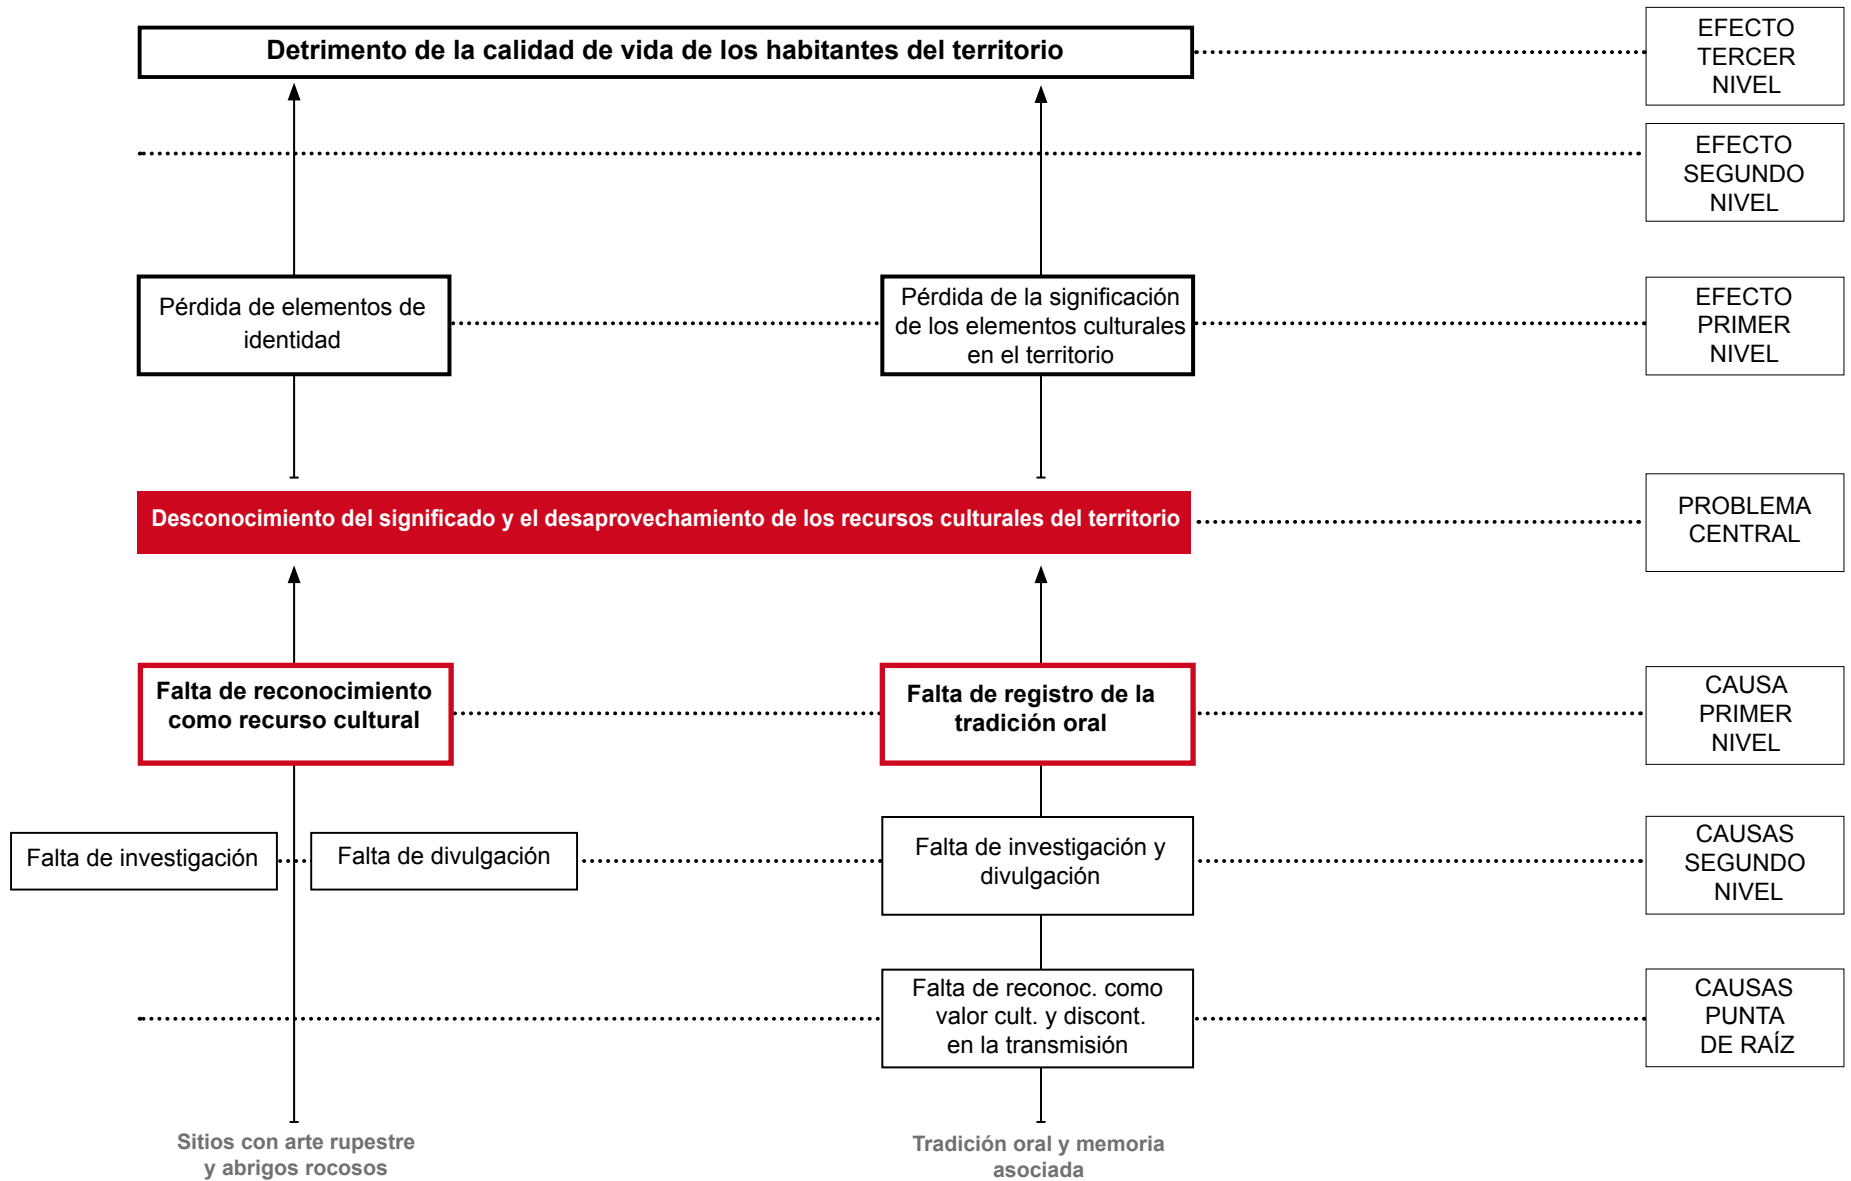 Detrimento de la calidad de vida de los habitantes del territorio
EFECTO
TERCER
NIVEL
EFECTO
SEGUNDO
NIVEL
Pérdida de elementos de
identidad
Pérdida de la significación
de los elementos culturales
en el territorio
EFECTO
PRIMER
NIVEL
Desconocimiento del significado y el desaprovechamiento de los recursos culturales del territorio
PROBLEMA
CENTRAL
Falta de reconocimiento
como recurso cultural
Falta de registro de la
tradición oral
CAUSA
PRIMER
NIVEL
Falta de investigación
Falta de divulgación
Falta de investigación y
divulgación
CAUSAS
SEGUNDO
NIVEL
Falta de reconoc. como
valor cult. y discont.
en la transmisión
CAUSAS
PUNTA
DE RAÍZ
Sitios con arte rupestre
y abrigos rocosos
Tradición oral y memoria
asociada